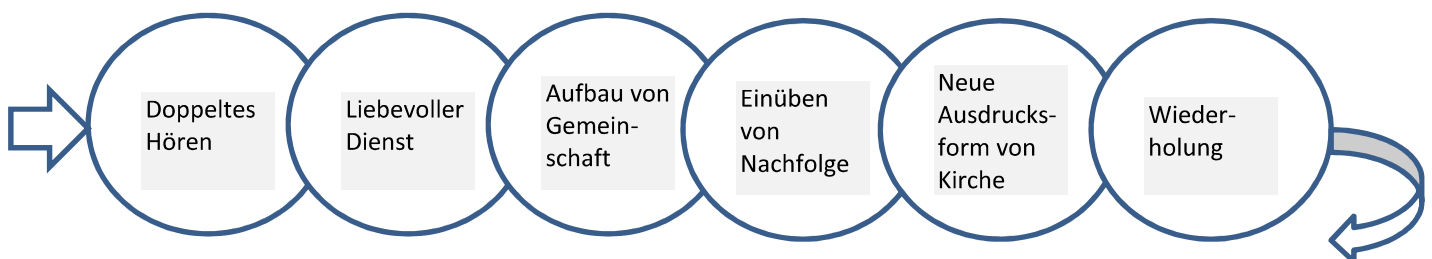 Doppeltes
Hören
Liebevoller
Dienst
Aufbau von
Gemein-
schaft
Einüben
von
Nachfolge
Neue
Ausdrucks-
form von
Kirche
Wieder-
holung